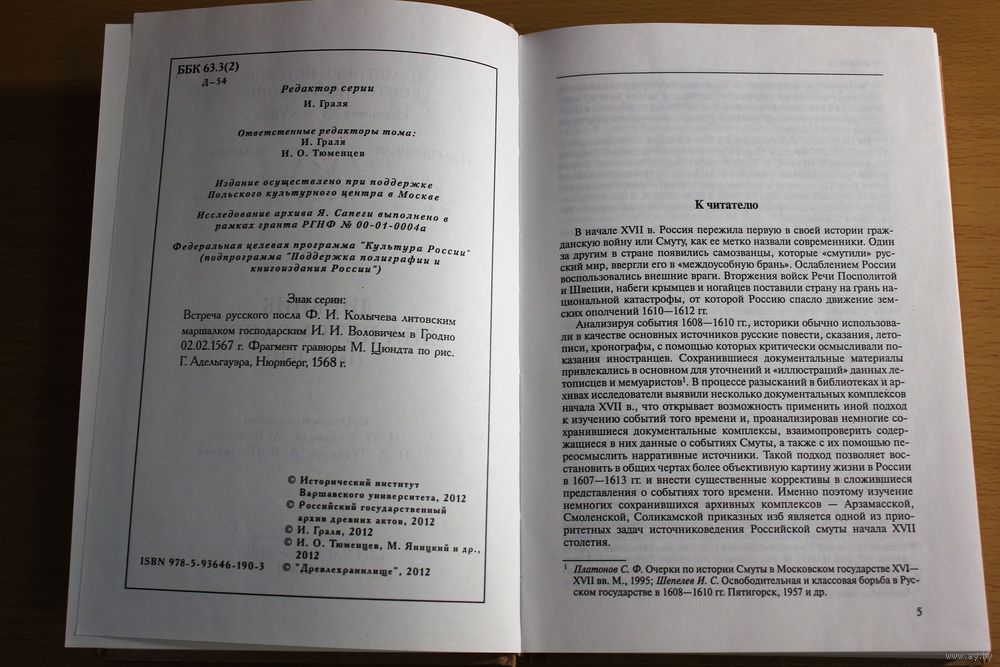 ББК 63.3(2)
Д—54
Редактор серии
И. Граля
Ответственные редакторы тома:
И. Граля
И. О. Тюменцев
Издание осуществлено при поддержке
Польского культурного центра в Москве
Исследование архива Я. Сапеги выполнено в
рамках гранта РГНФ № 00-01-0004а
Федеральная целевая программа "Культура России"
(подпрограмма "Поддержка полиграфии и
книгоиздания России")
Знак серии:
Встреча русского посла Ф. И. Колычева литовским
маршалком господарским И. И. Воловичем в Гродно
02.02.1567 г. Фрагмент гравюры М. Цюндта по рис.
Г. Адельгауэра, Нюрнберг, 1568 г.
© Исторический институт
Варшавского университета, 2012
© Российский государственный
архив древних актов, 2012
© И. Граля, 2012
© И. О. Тюменцев, М. Яницкий и др.,
2012
ISBN 978-5-93646-190-3
© "Древлехранилище", 2012
К читателю
В начале XVII в. Россия пережила первую в своей истории граж-
данскую войну или Смуту, как ее метко назвали современники. Один
за другим в стране появились самозванцы, которые «смутили» рус-
ский мир, ввергли его в «междоусобную брань». Ослаблением России
воспользовались внешние враги. Вторжения войск Речи Посполитой
и Швеции, набеги крымцев и ногайцев поставили страну на грань на-
циональной катастрофы, от которой Россию спасло движение зем-
ских ополчений 1610—1612 гг.
Анализируя события 1608—1610 гг., историки обычно использова-
ли в качестве основных источников русские повести, сказания, лето-
писи, хронографы, с помощью которых критически осмысливали по-
казания иностранцев. Сохранившиеся документальные материалы
привлекались в основном для уточнений и «иллюстраций» данных ле-
тописцев и мемуаристов¹. В процессе разысканий в библиотеках и ар-
хивах исследователи выявили несколько документальных комплексов
начала XVII в., что открывает возможность применить иной подход
к изучению событий того времени и, проанализировав немногие со-
хранившиеся документальные комплексы, взаимопроверить содер-
жащиеся в них данные о событиях Смуты, а также с их помощью пе-
реосмыслить нарративные источники. Такой подход позволяет вос-
становить в общих чертах более объективную картину жизни в России
в 1607—1613 гг. и внести существенные коррективы в сложившиеся
представления о событиях того времени. Именно поэтому изучение
немногих сохранившихся архивных комплексов — Арзамасской,
Смоленской, Соликамской приказных изб является одной из прио-
ритетных задач источниковедения Российской смуты начала XVII
столетия.
¹ Платонов С. Ф. Очерки по истории Смуты в Московском государстве XVI—
XVII вв. М., 1995; Шепелев И. С. Освободительная и классовая борьба в Рус-
ском государстве в 1608—1610 гг. Пятигорск, 1957 и др.
5
www.ay.by